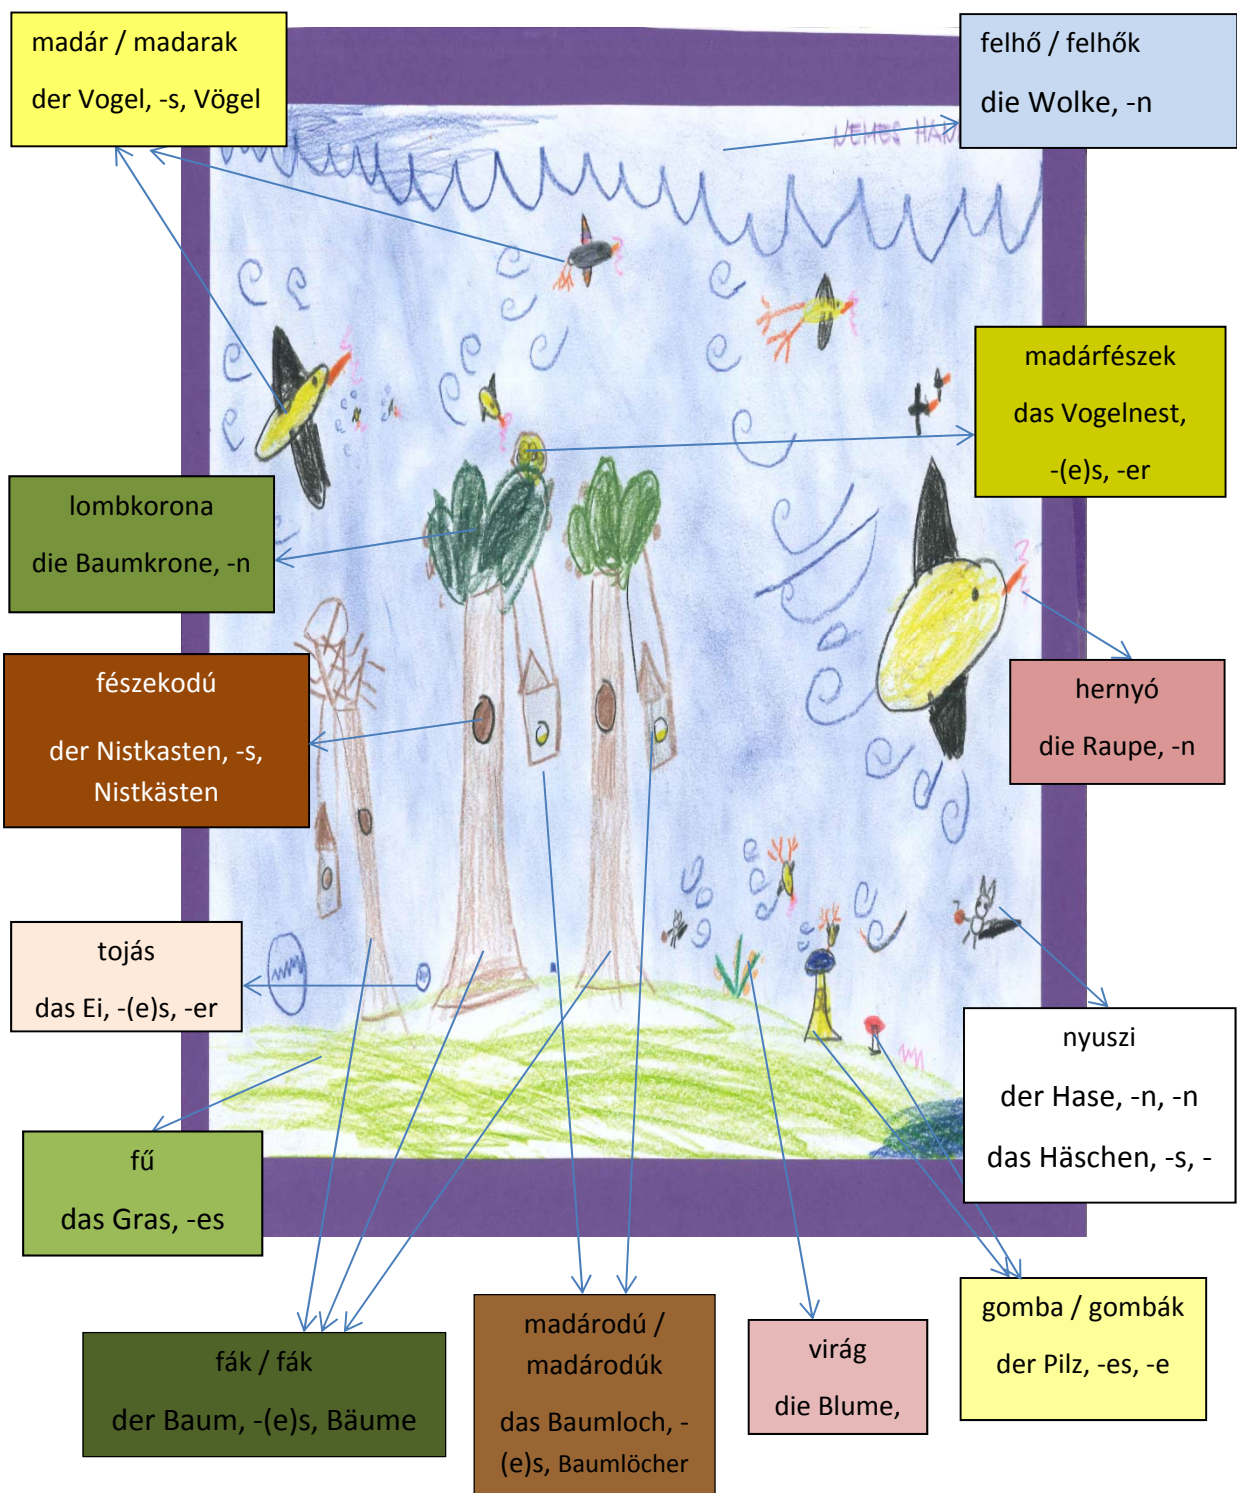 madár / madarak
der Vogel, -s, Vögel
felhő / felhők
die Wolke, -n
NEMES
madárfészek
das Vogelnest,
-(e)s, -er
lombkorona
die Baumkrone, -n
fészekodú
der Nistkasten, -s,
Nistkästen
hernyó
die Raupe, -n
tojás
das Ei, -(e)s, -er
nyuszi
der Hase, -n, -n
das Häschen, -s, -
fű
das Gras, -es
fák / fák
der Baum, -(e)s, Bäume
madárodú /
madárodúk
das Baumloch, -
(e)s, Baumlöcher
virág
die Blume,
gomba / gombák
der Pilz, -es, -e